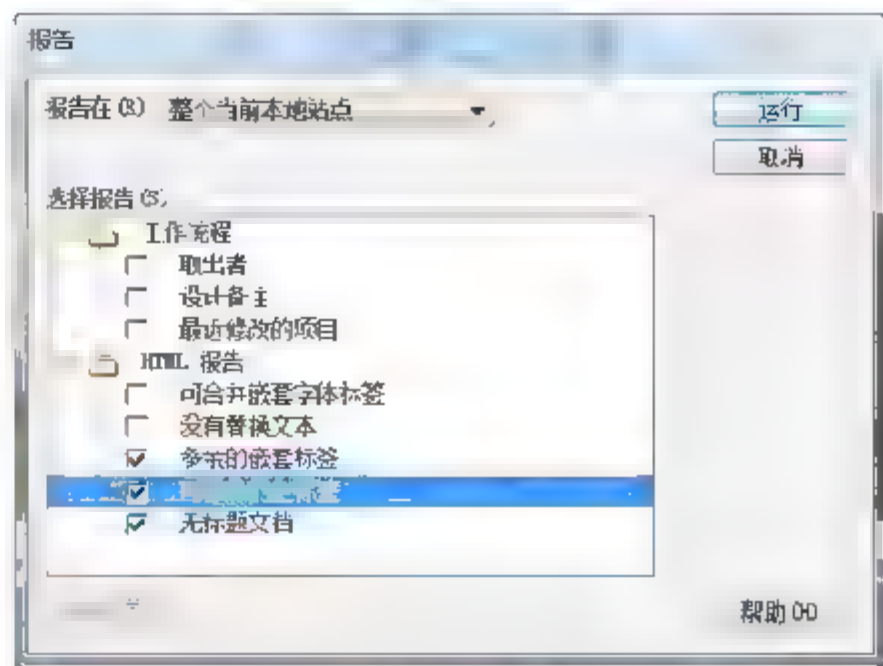 报告
报告在(R) 整个当前本地站点
运行
取消
选择报告(S)
工作流程
取出者
设计备注
最近修改的项目
HTML 报告
可合并嵌套字体标签
没有替换文本
多余的嵌套标签
标签
无标题文档
帮助(H)